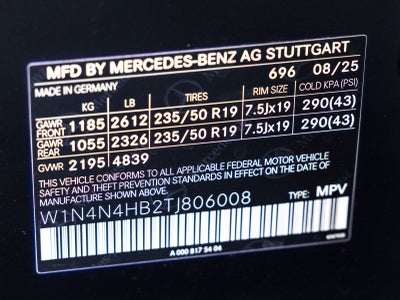 MFD BY MERCEDES-BENZ AG STUTTGART
MADE IN GERMANY 696 08/25
KG LB TIRES RIM SIZE COLD KPA (PSI)
GAWR FRONT 1185 2612 235/50 R19 7.5Jx19 290(43)
GAWR REAR 1055 2326 235/50 R19 7.5Jx19 290(43)
GVWR 2195 4839
THIS VEHICLE CONFORMS TO ALL APPLICABLE FEDERAL MOTOR VEHICLE
SAFETY AND THEFT PREVENTION STANDARDS IN EFFECT ON THE DATE OF
MANUFACTURE SHOWN ABOVE.
W1N4N4HB2TJ806008 TYPE: MPV
A 000 817 54 04